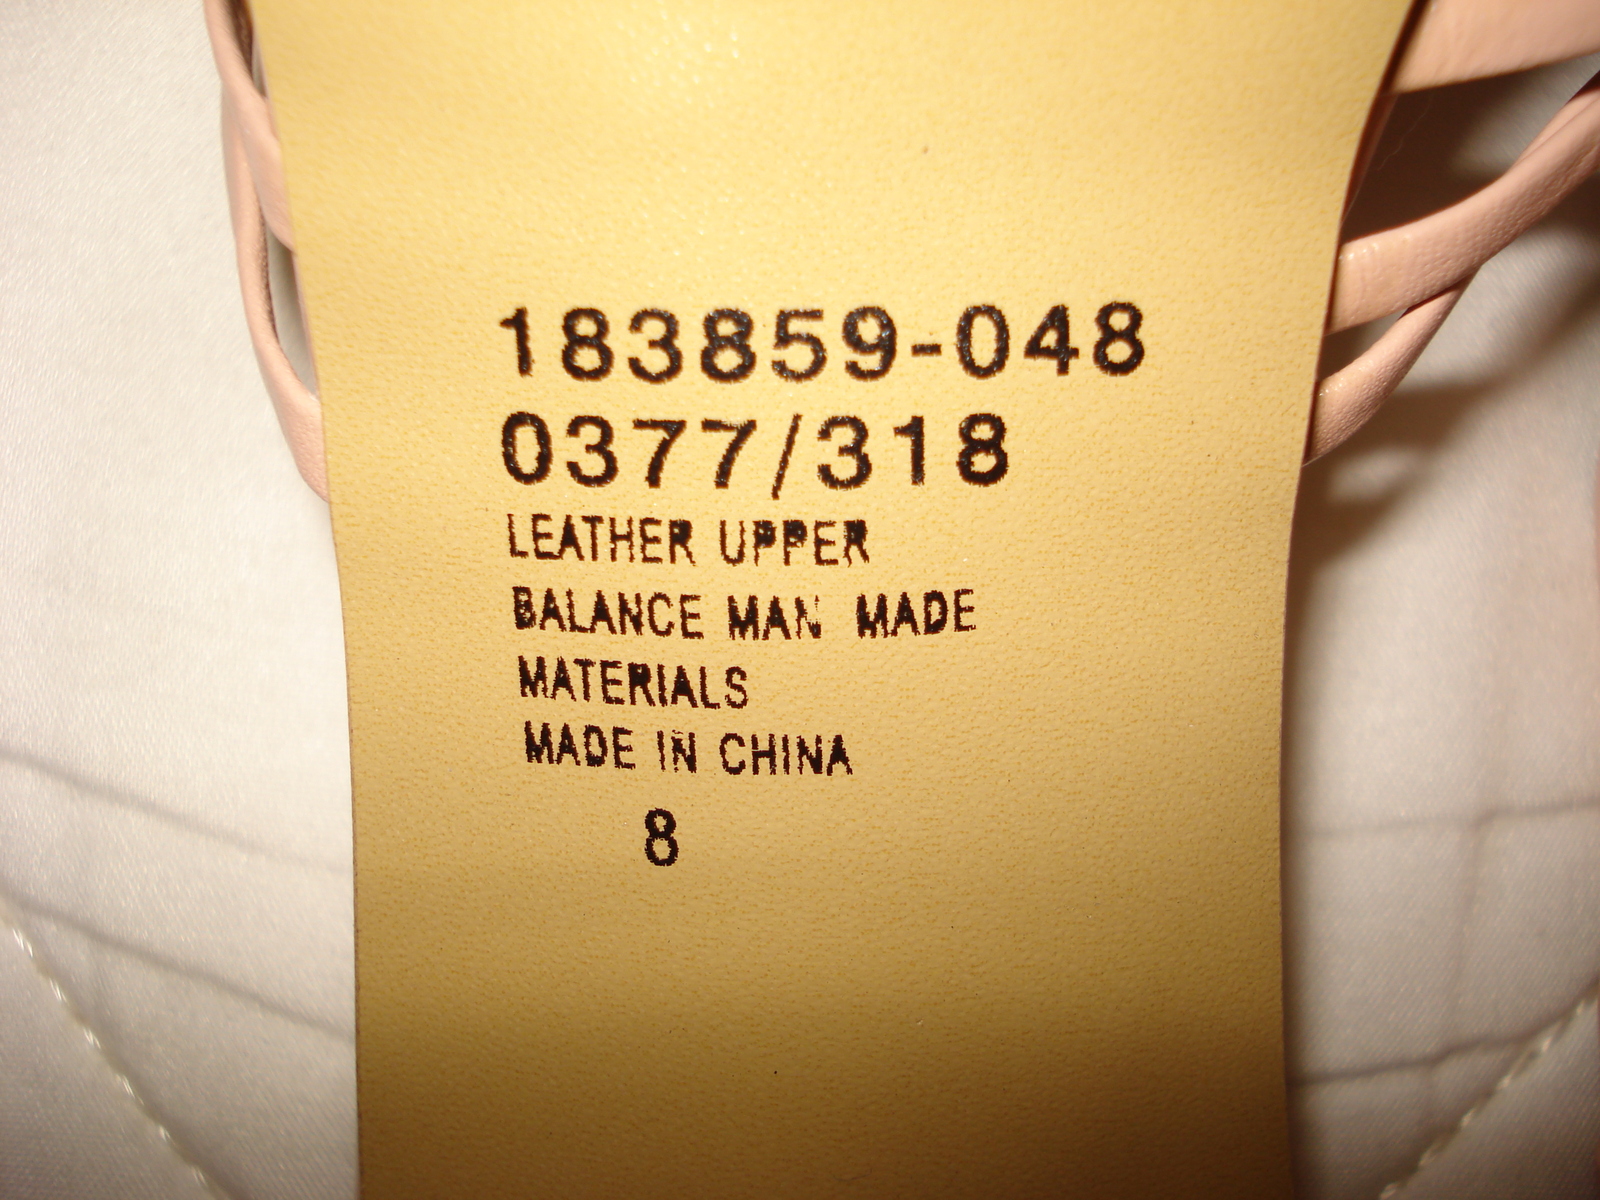 183859-048
0377/318
LEATHER UPPER
BALANCE MAN MADE
MATERIALS
MADE IN CHINA
8